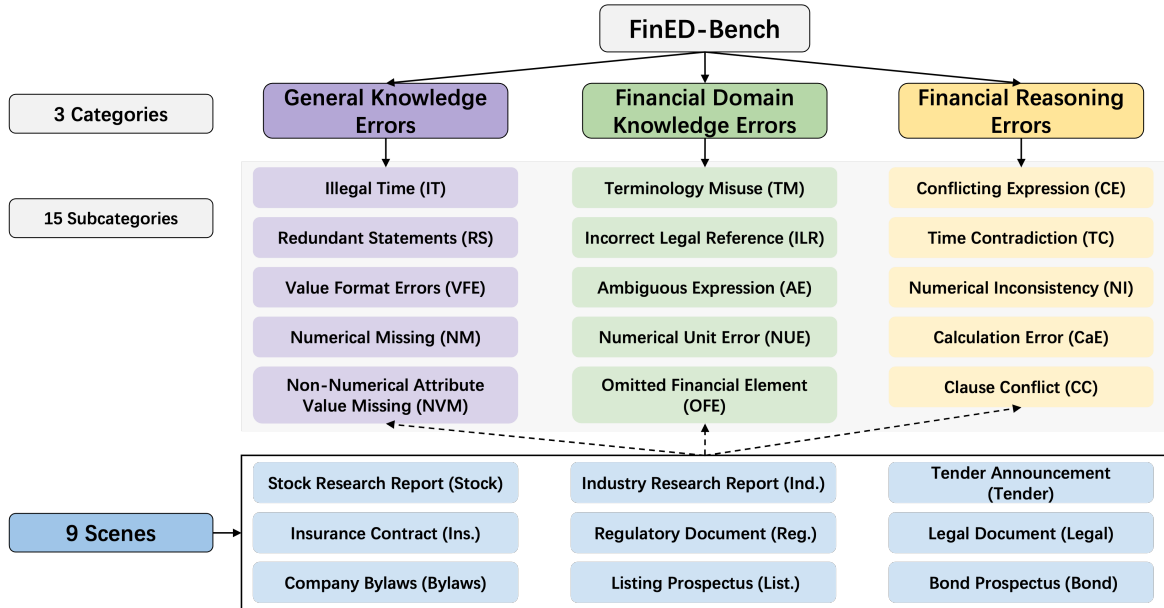 FinED-Bench
3 Categories
General Knowledge
Errors
Financial Domain
Knowledge Errors
Financial Reasoning
Errors
15 Subcategories
Illegal Time (IT)
Terminology Misuse (TM)
Conflicting Expression (CE)
Redundant Statements (RS)
Incorrect Legal Reference (ILR)
Time Contradiction (TC)
Value Format Errors (VFE)
Ambiguous Expression (AE)
Numerical Inconsistency (NI)
Numerical Missing (NM)
Numerical Unit Error (NUE)
Calculation Error (CaE)
Non-Numerical Attribute
Value Missing (NVM)
Omitted Financial Element
(OFE)
Clause Conflict (CC)
9 Scenes
Stock Research Report (Stock)
Industry Research Report (Ind.)
Tender Announcement
(Tender)
Insurance Contract (Ins.)
Regulatory Document (Reg.)
Legal Document (Legal)
Company Bylaws (Bylaws)
Listing Prospectus (List.)
Bond Prospectus (Bond)